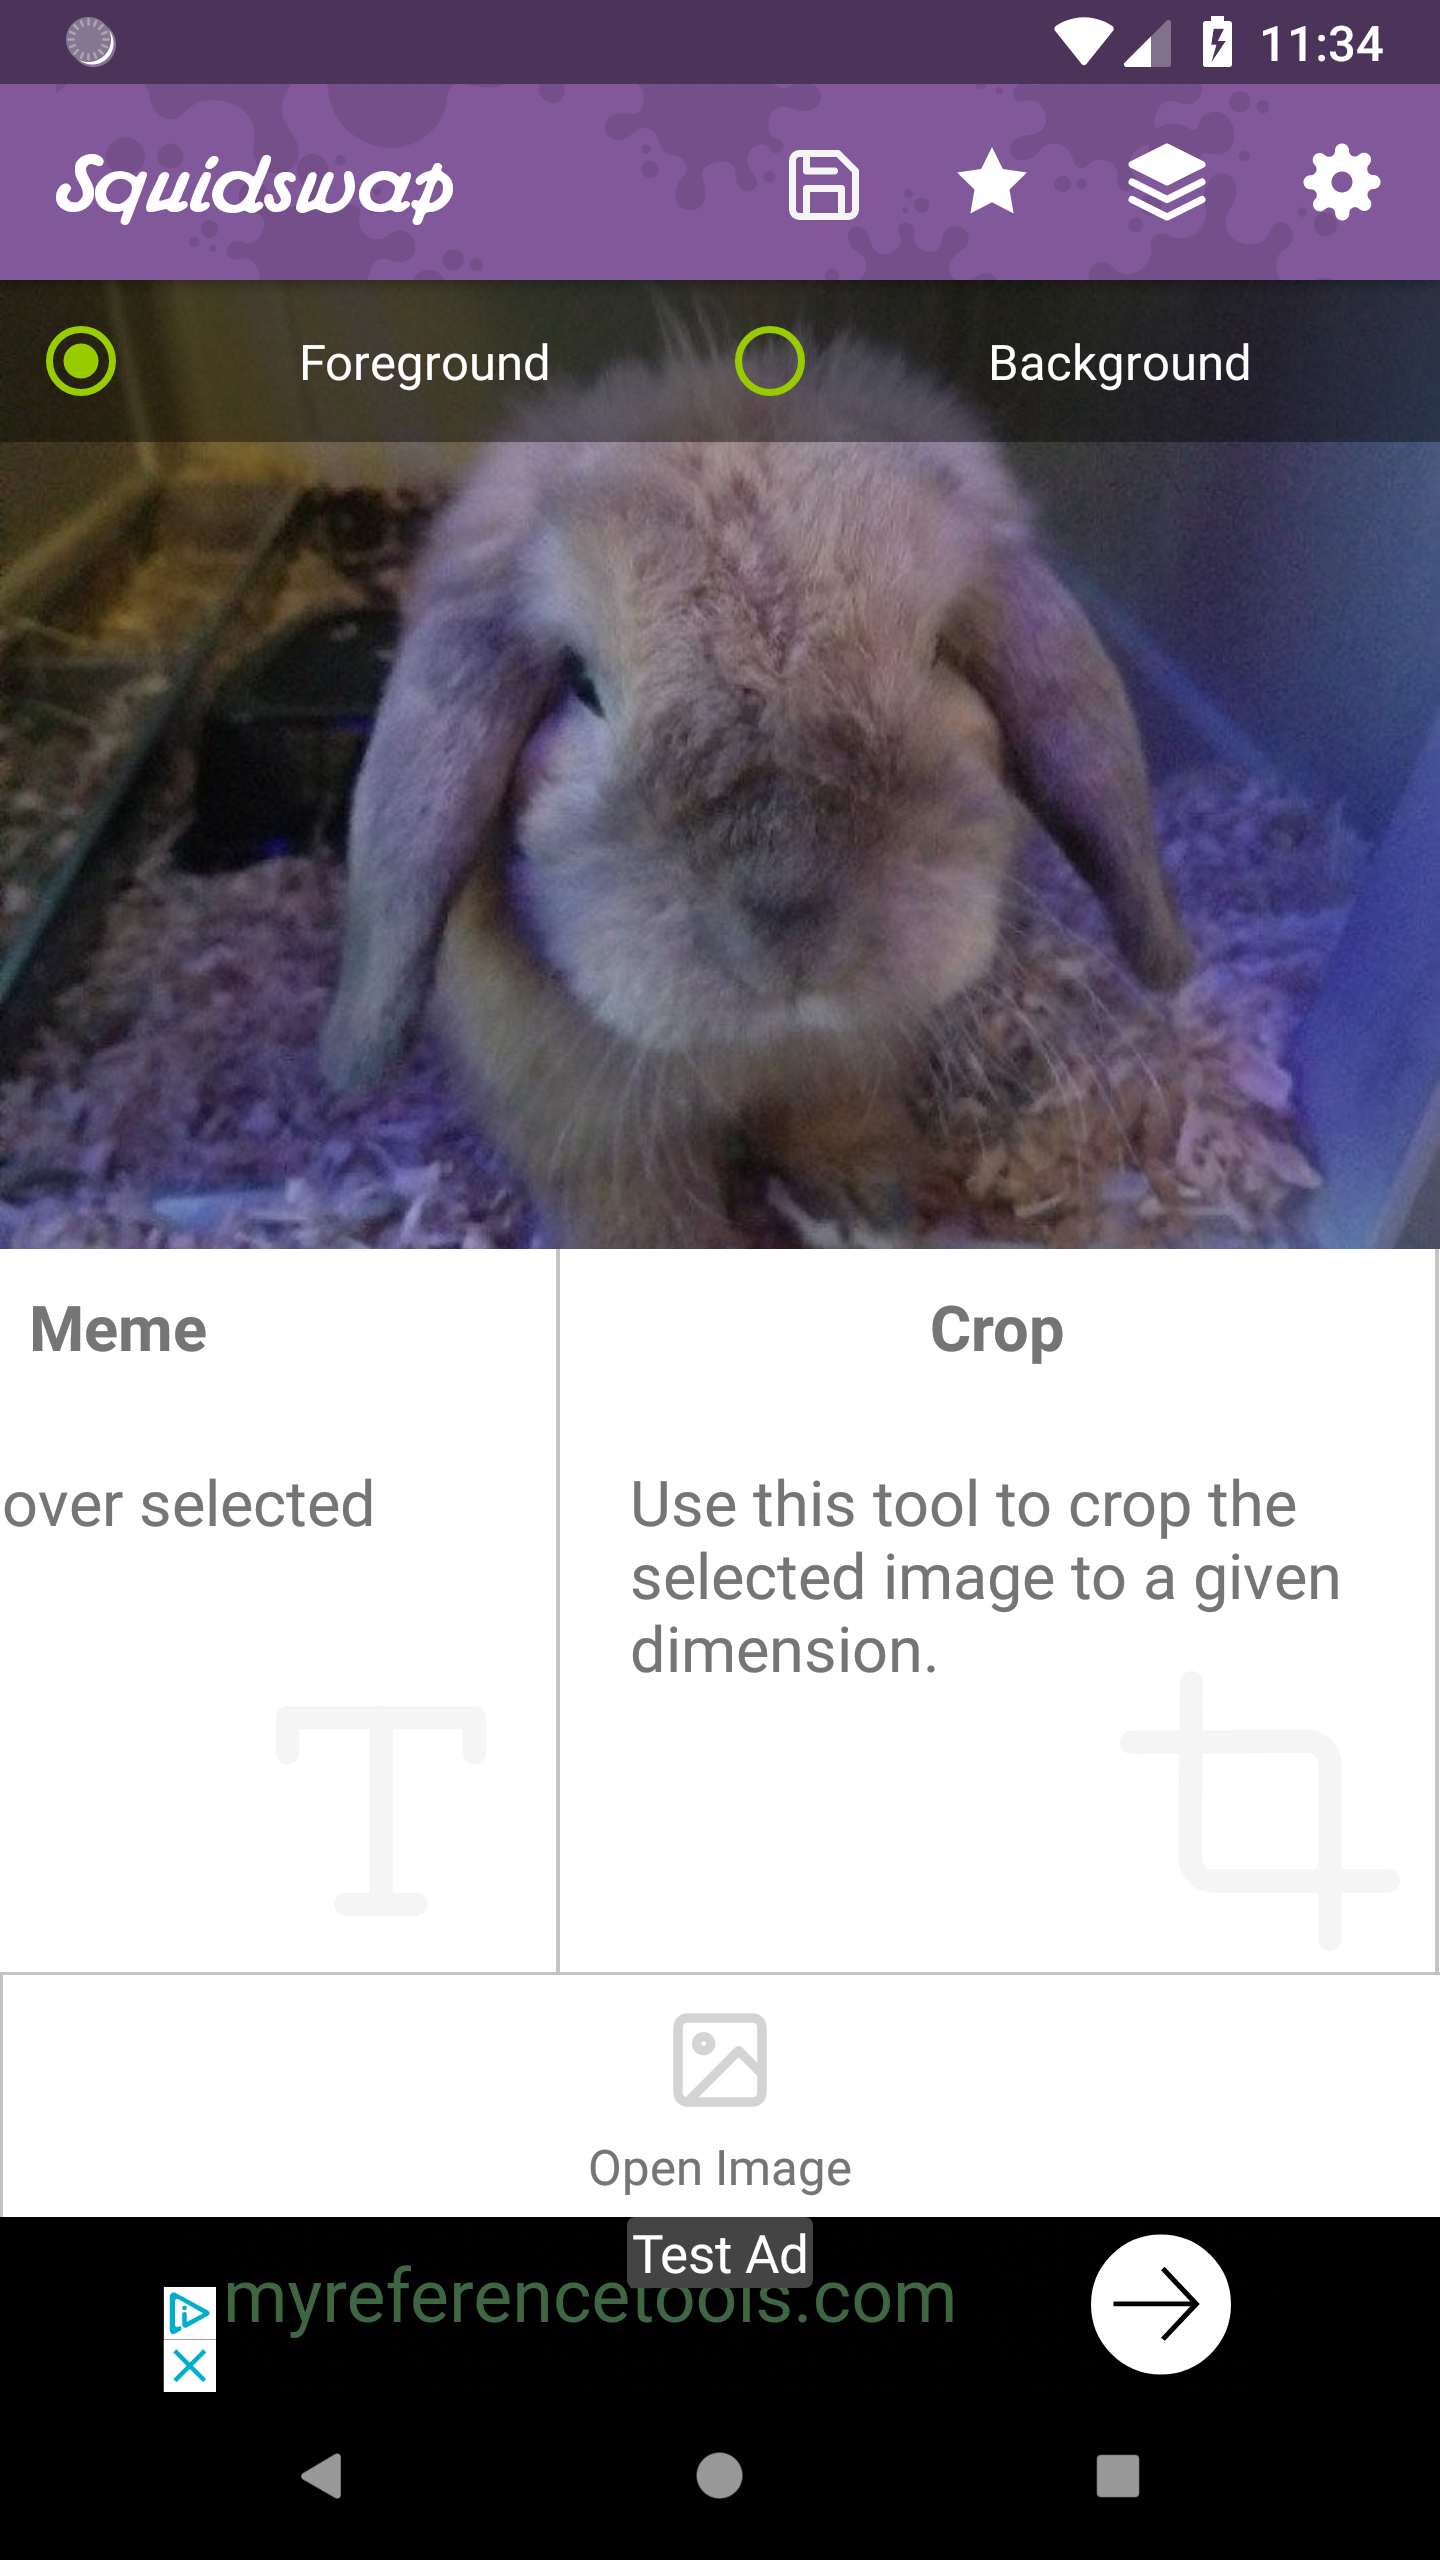 11:34
Squidswap
Foreground
Background
Meme
over selected
Crop
Use this tool to crop the
selected image to a given
dimension.
Open Image
Test Ad
myreferencetools.com